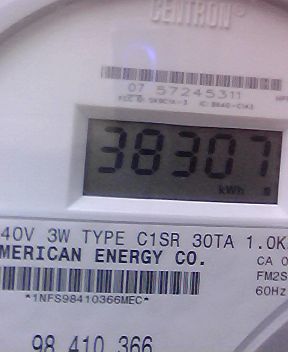 CENTRON®
07 57245311
38307
kWh
40V 3W TYPE C1SR 30TA 1.0K
MERICAN ENERGY CO.
CA 0
FM2S
*1NFS98410366MEC*
60Hz
98 410 366